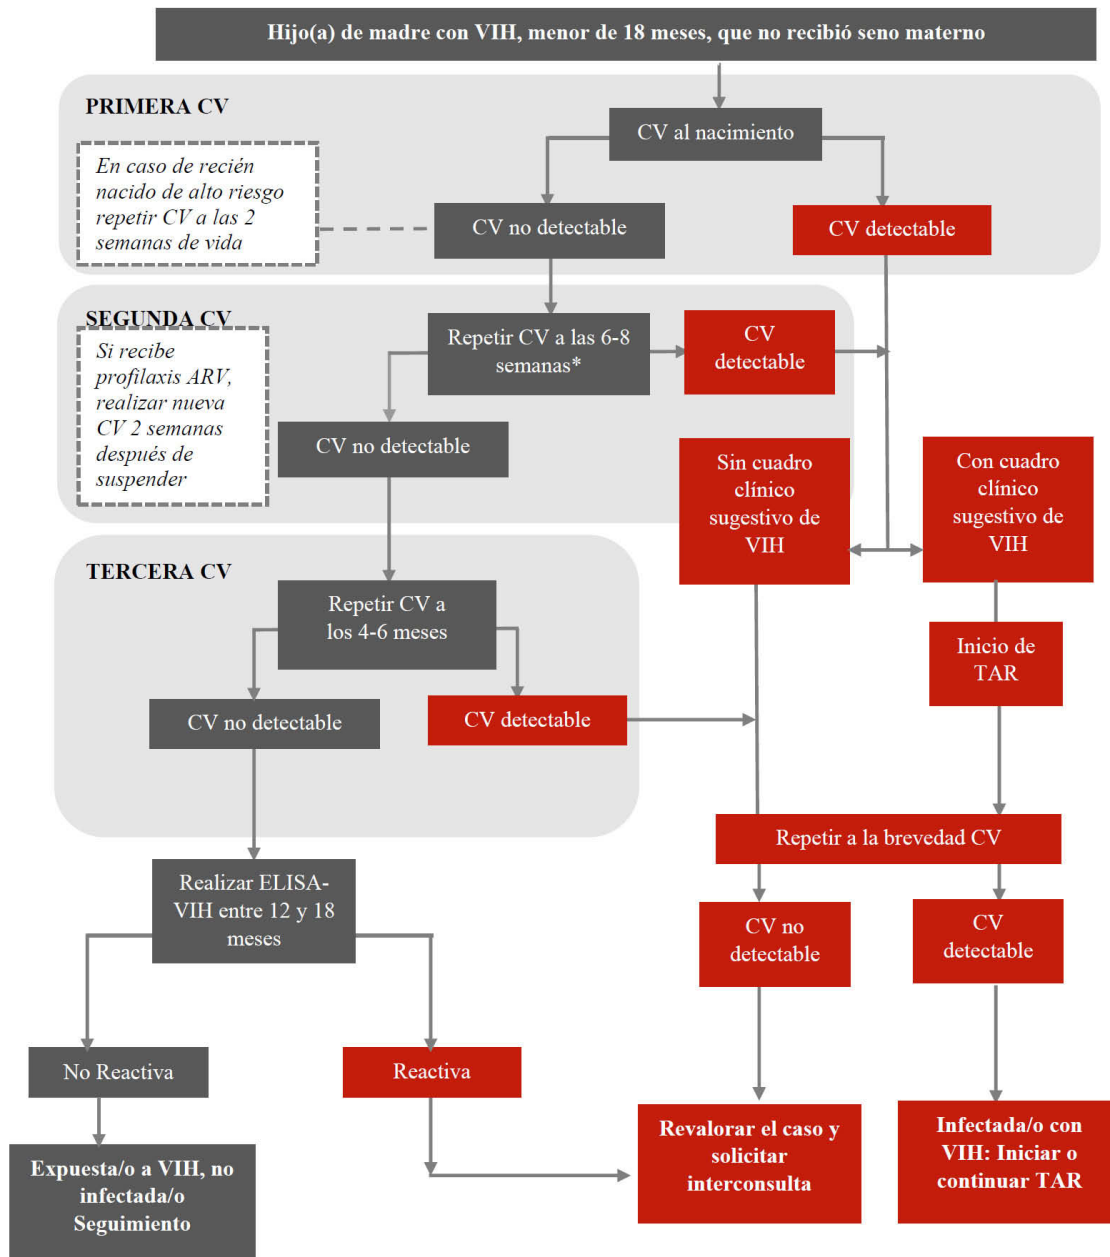 Hijo(a) de madre con VIH, menor de 18 meses, que no recibió seno materno
PRIMERA CV
CV al nacimiento
En caso de recién
nacido de alto riesgo
repetir CV a las 2
semanas de vida
CV no detectable
CV detectable
SEGUNDA CV
Si recibe
profilaxis ARV,
realizar nueva
CV 2 semanas
después de
suspender
Repetir CV a las 6-8
semanas*
CV
detectable
CV no detectable
Sin cuadro
clínico
sugestivo de
VIH
Con cuadro
clínico
sugestivo de
VIH
TERCERA CV
Repetir CV a
los 4-6 meses
Inicio de
TAR
CV no detectable
CV detectable
Repetir a la brevedad CV
Realizar ELISA-
VIH entre 12 y 18
meses
CV no
detectable
CV
detectable
No Reactiva
Reactiva
Expuesta/o a VIH, no
infectada/o
Seguimiento
Revalorar el caso y
solicitar
interconsulta
Infectada/o con
VIH: Iniciar o
continuar TAR